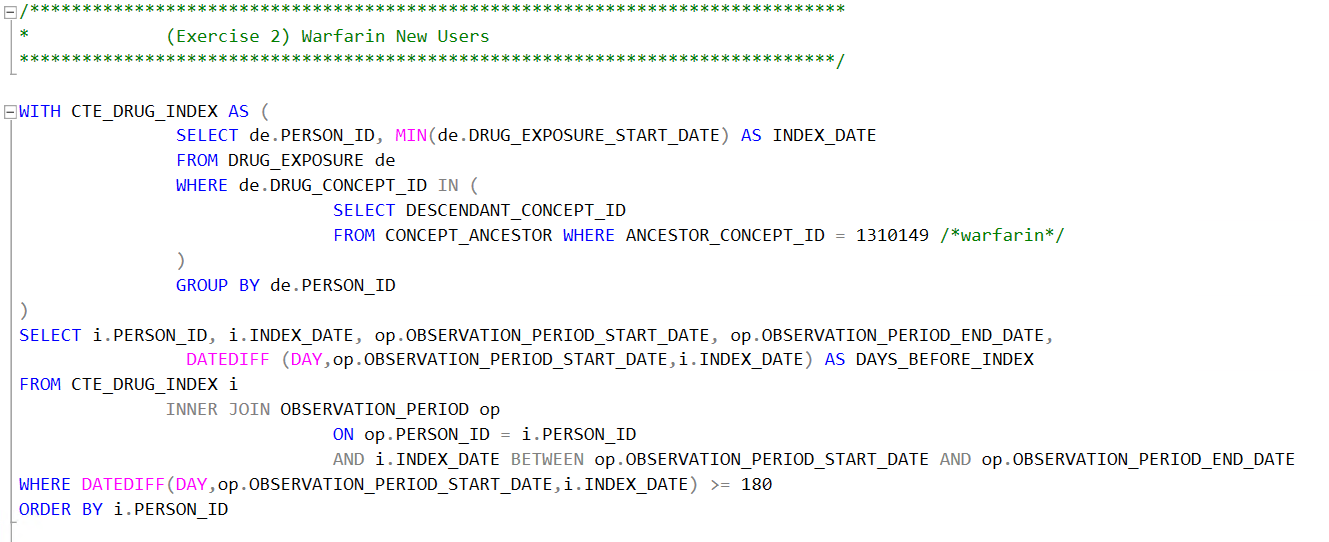 /******************************************************************************
* (Exercise 2) Warfarin New Users
******************************************************************************/
WITH CTE_DRUG_INDEX AS (
SELECT de.PERSON_ID, MIN(de.DRUG_EXPOSURE_START_DATE) AS INDEX_DATE
FROM DRUG_EXPOSURE de
WHERE de.DRUG_CONCEPT_ID IN (
SELECT DESCENDANT_CONCEPT_ID
FROM CONCEPT_ANCESTOR WHERE ANCESTOR_CONCEPT_ID = 1310149 /*warfarin*/
)
GROUP BY de.PERSON_ID
)
SELECT i.PERSON_ID, i.INDEX_DATE, op.OBSERVATION_PERIOD_START_DATE, op.OBSERVATION_PERIOD_END_DATE,
DATEDIFF (DAY,op.OBSERVATION_PERIOD_START_DATE,i.INDEX_DATE) AS DAYS_BEFORE_INDEX
FROM CTE_DRUG_INDEX i
INNER JOIN OBSERVATION_PERIOD op
ON op.PERSON_ID = i.PERSON_ID
AND i.INDEX_DATE BETWEEN op.OBSERVATION_PERIOD_START_DATE AND op.OBSERVATION_PERIOD_END_DATE
WHERE DATEDIFF(DAY,op.OBSERVATION_PERIOD_START_DATE,i.INDEX_DATE) >= 180
ORDER BY i.PERSON_ID